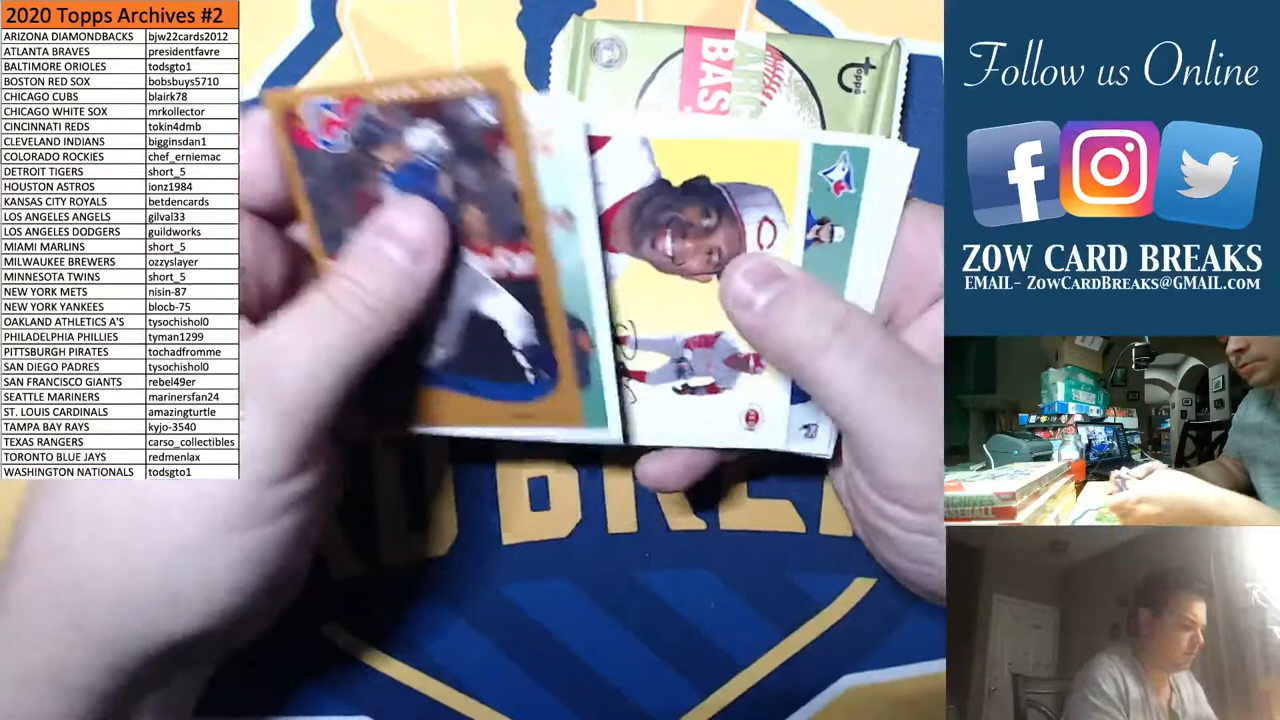 2020 Topps Archives #2
ARIZONA DIAMONDBACKS bjw22cards2012
ATLANTA BRAVES presidentfavre
BALTIMORE ORIOLES todsgto1
BOSTON RED SOX bobsbuys5710
CHICAGO CUBS blairk78
CHICAGO WHITE SOX mrkollector
CINCINNATI REDS tokin4dmb
CLEVELAND INDIANS bigginsdan1
COLORADO ROCKIES chef_erniemac
DETROIT TIGERS short_5
HOUSTON ASTROS ionz1984
KANSAS CITY ROYALS betdencards
LOS ANGELES ANGELS gilval33
LOS ANGELES DODGERS guildworks
MIAMI MARLINS short_5
MILWAUKEE BREWERS ozzyslayer
MINNESOTA TWINS short_5
NEW YORK METS nisin-87
NEW YORK YANKEES blocb-75
OAKLAND ATHLETICS A'S tysochishol0
PHILADELPHIA PHILLIES tyman1299
PITTSBURGH PIRATES tochadfromme
SAN DIEGO PADRES tysochishol0
SAN FRANCISCO GIANTS rebel49er
SEATTLE MARINERS marinersfan24
ST. LOUIS CARDINALS amazingturtle
TAMPA BAY RAYS kyjo-3540
TEXAS RANGERS carso_collectibles
TORONTO BLUE JAYS redmenlax
WASHINGTON NATIONALS todsgto1
topps
BAS
Follow us Online
ZOW CARD BREAKS
EMAIL- ZowCardBreaks@GMAIL.com
ARCHIVES
BASEBALL